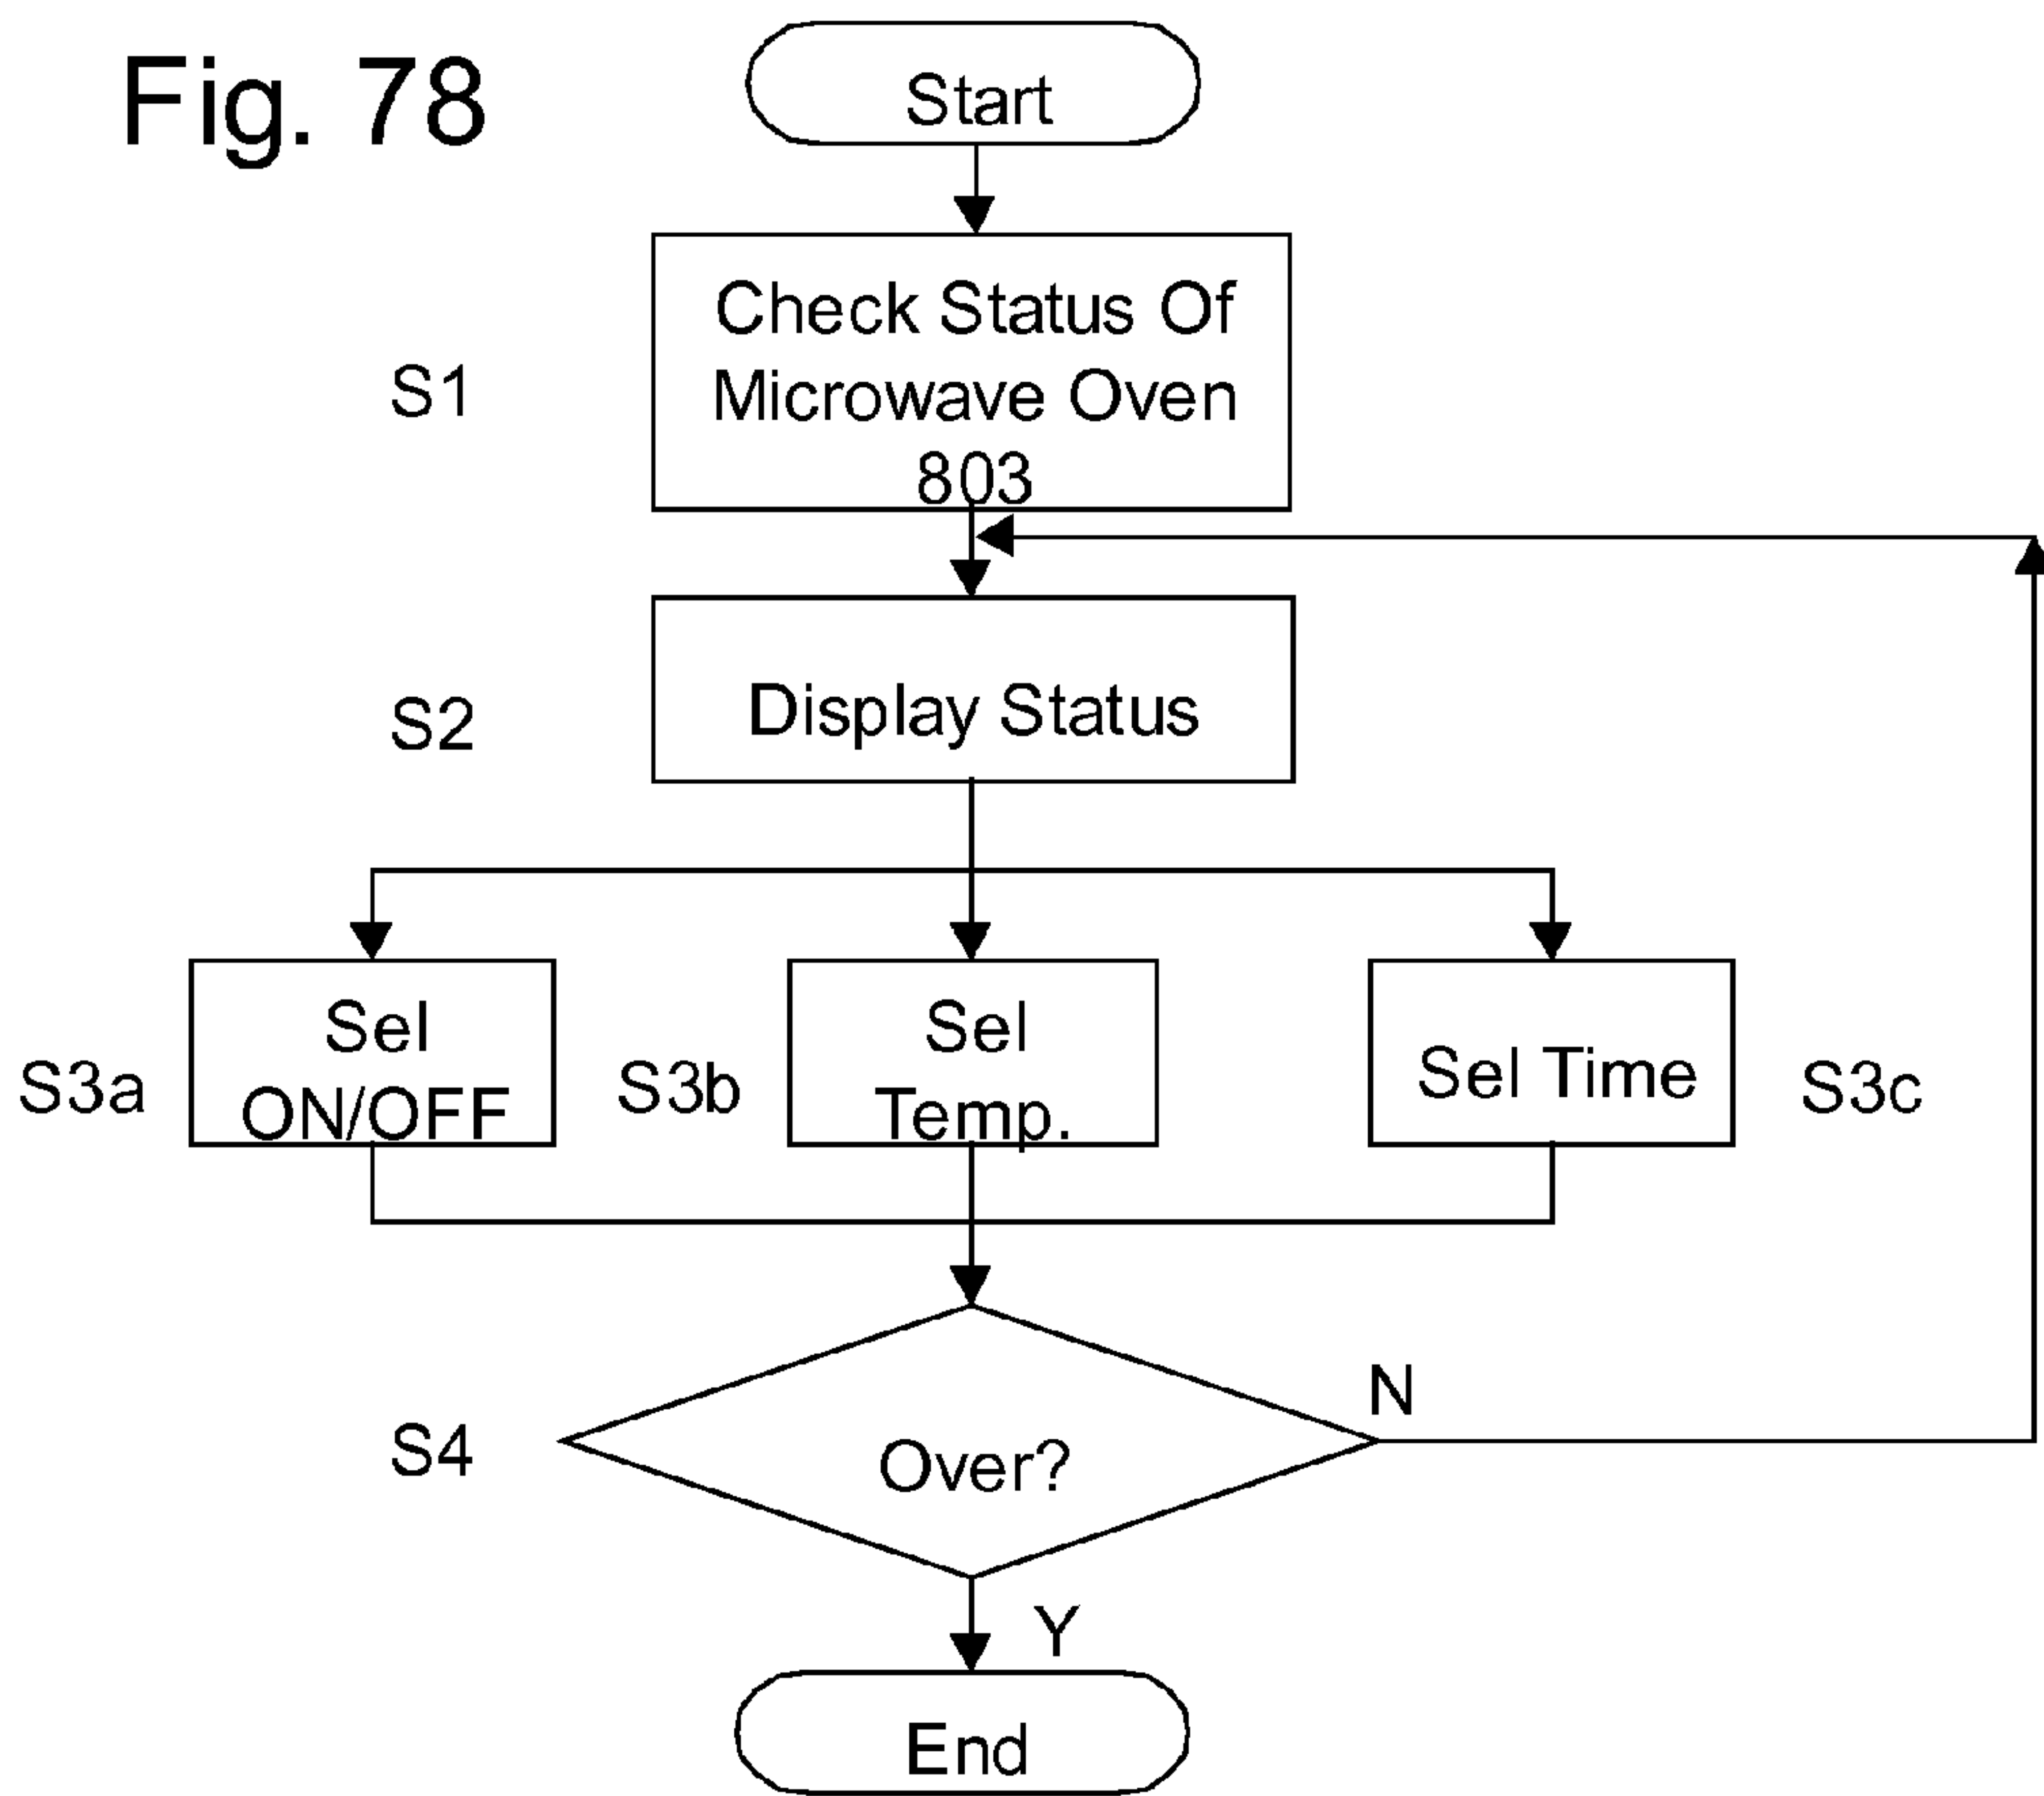 Fig. 78
Start
S1
Check Status Of
Microwave Oven
803
S2
Display Status
S3a
Sel
ON/OFF
S3b
Sel
Temp.
Sel Time
S3c
S4
Over?
N
Y
End